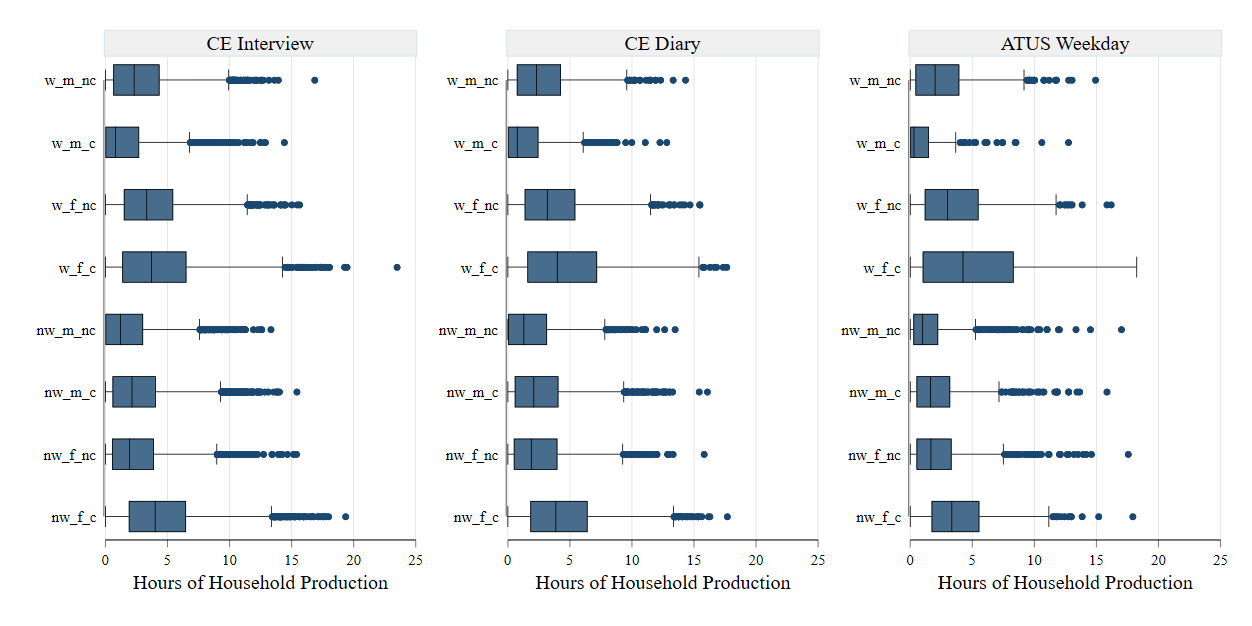 CE Interview
w_m_nc
w_m_c
w_f_nc
w_f_c
nw_m_nc
nw_m_c
nw_f_nc
nw_f_c
0 5 10 15 20 25
Hours of Household Production
CE Diary
w_m_nc
w_m_c
w_f_nc
w_f_c
nw_m_nc
nw_m_c
nw_f_nc
nw_f_c
0 5 10 15 20 25
Hours of Household Production
ATUS Weekday
w_m_nc
w_m_c
w_f_nc
w_f_c
nw_m_nc
nw_m_c
nw_f_nc
nw_f_c
0 5 10 15 20 25
Hours of Household Production